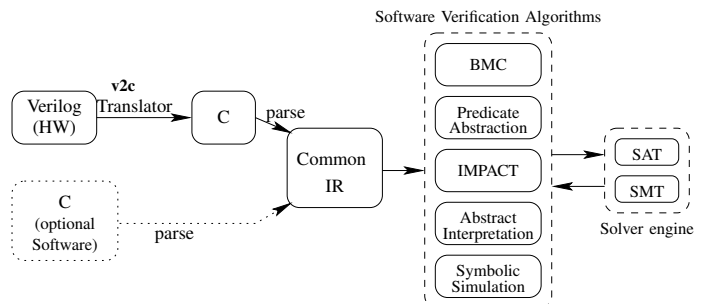 Software Verification Algorithms
v2c
Translator
Verilog
(HW)
C
parse
Common
IR
C
(optional
Software)
parse
BMC
Predicate
Abstraction
IMPACT
Abstract
Interpretation
Symbolic
Simulation
SAT
SMT
Solver engine